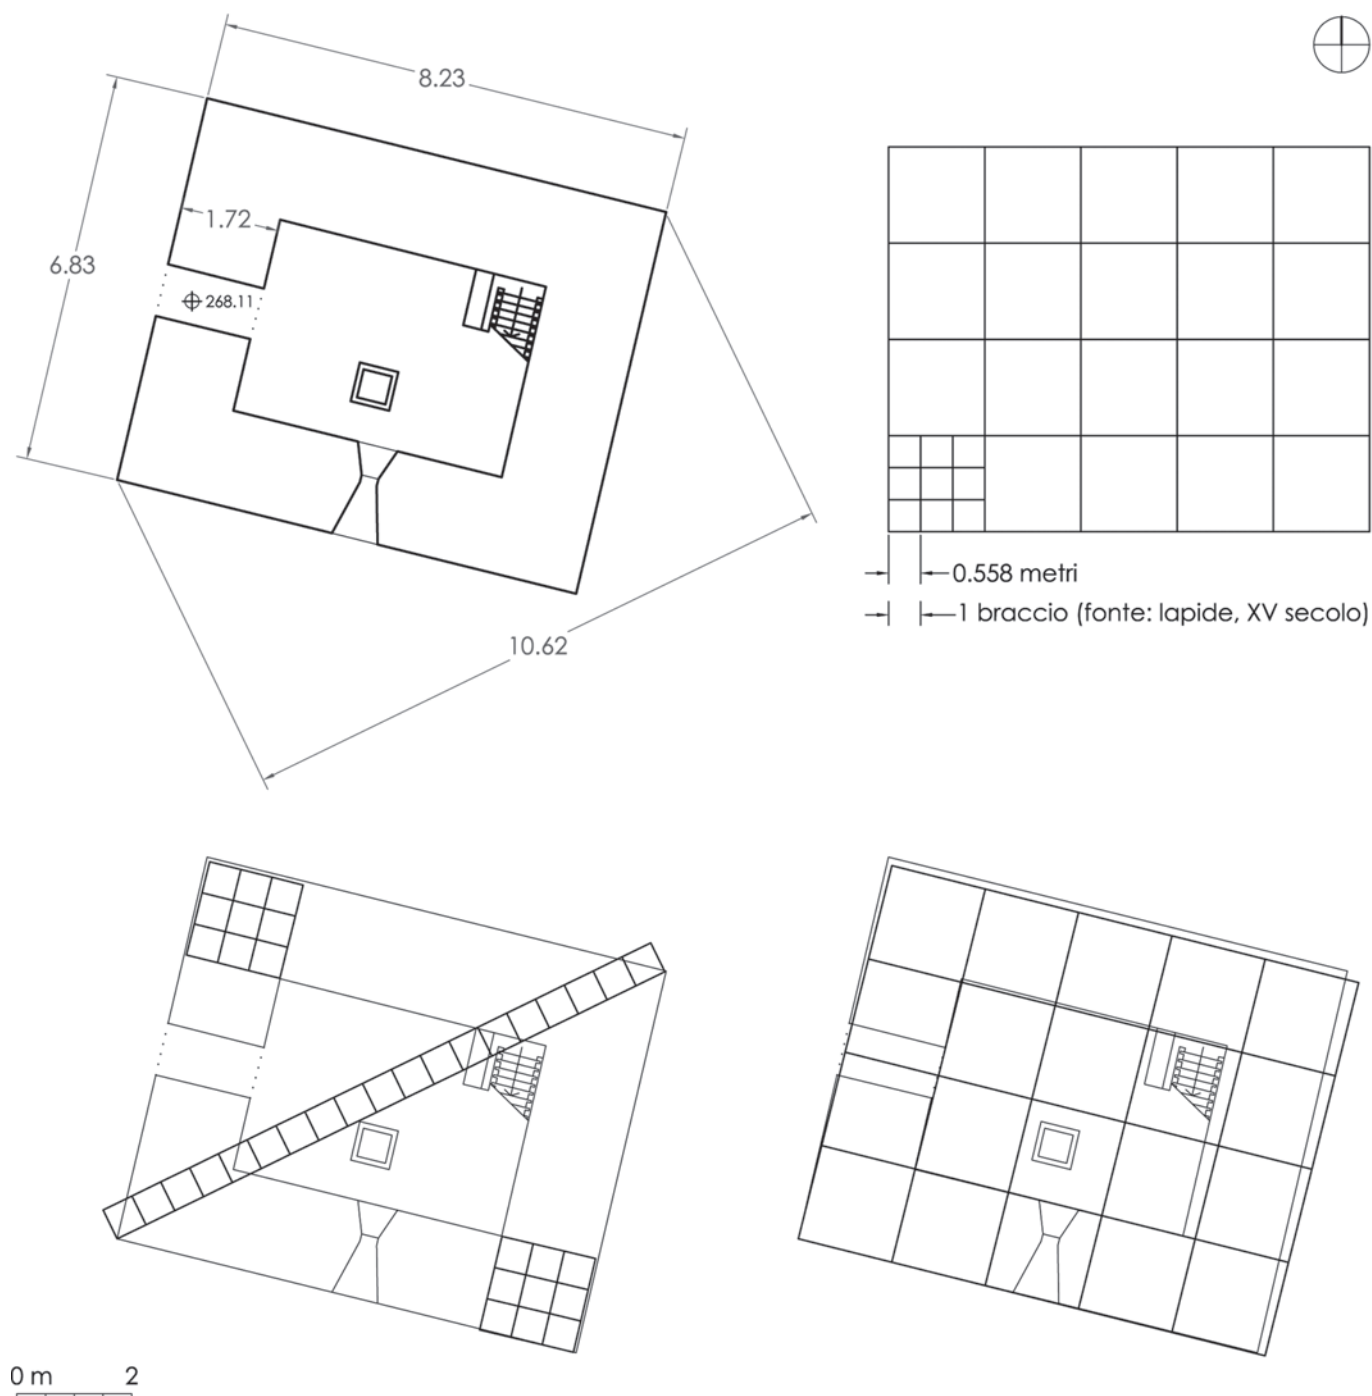 8.23
1.72
6.83
268.11
10.62
0.558 metri
1 braccio (fonte: lapide, XV secolo)
0 m 2